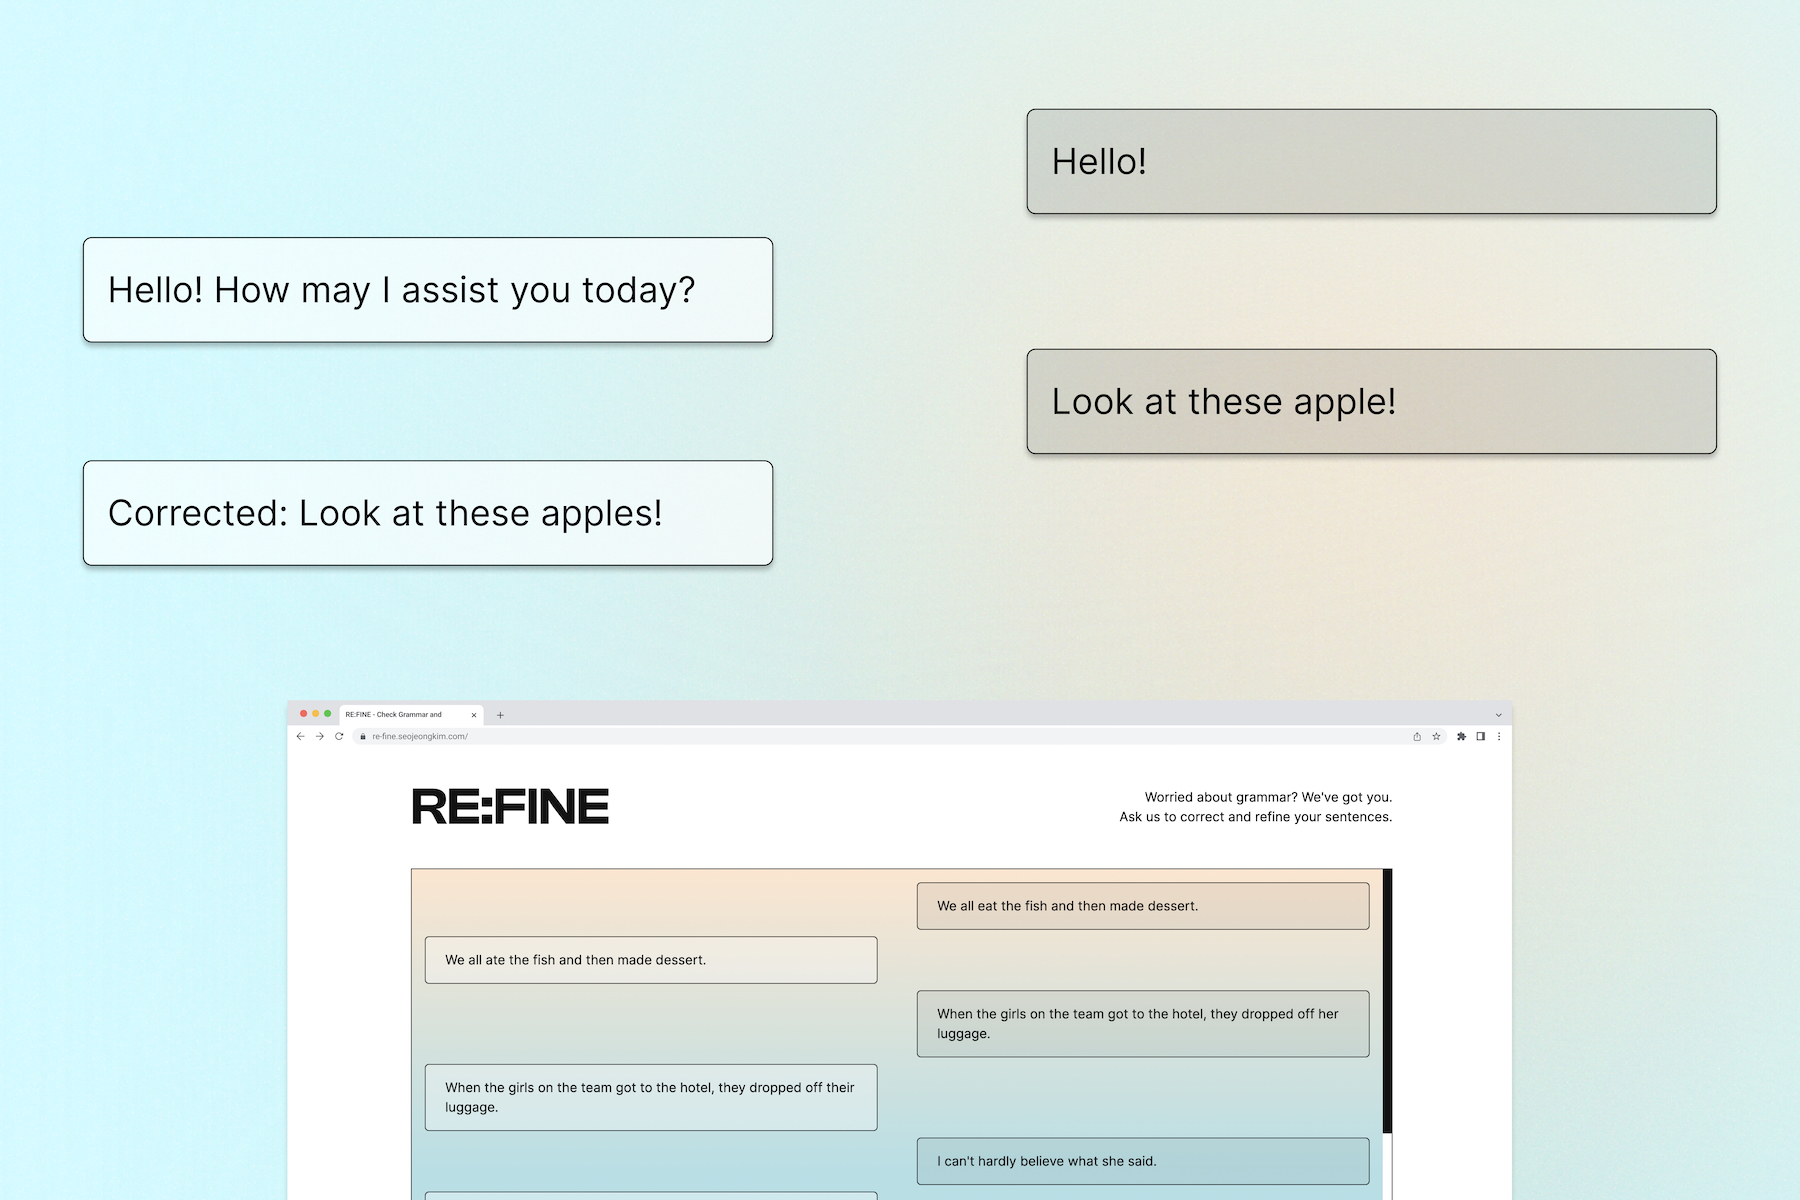 Hello!
Hello! How may I assist you today?
Look at these apple!
Corrected: Look at these apples!
RE:FINE - Check Grammar and
re-fine.seojeongkim.com/
RE:FINE
Worried about grammar? We've got you.
Ask us to correct and refine your sentences.
We all eat the fish and then made dessert.
We all ate the fish and then made dessert.
When the girls on the team got to the hotel, they dropped off her
luggage.
When the girls on the team got to the hotel, they dropped off their
luggage.
I can't hardly believe what she said.